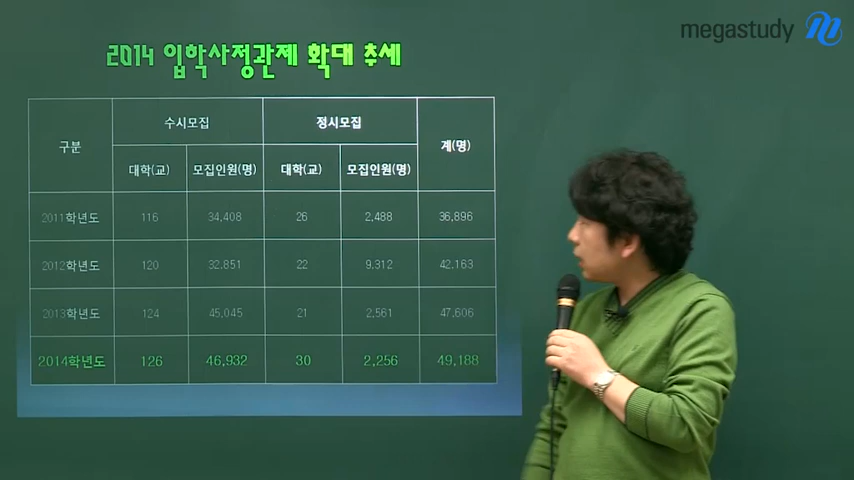 megastudy
2014 입학사정관제 확대 추세
구분 수시모집 정시모집 계(명)
대학(교) 모집인원(명) 대학(교) 모집인원(명)
2011학년도 116 34,408 26 2,488 36,896
2012학년도 120 32,851 22 9,312 42,163
2013학년도 124 45,045 21 2,561 47,606
2014학년도 126 46,932 30 2,256 49,188